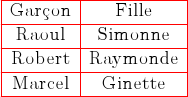 Garçon Fille
Raoul Simonne
Robert Raymonde
Marcel Ginette